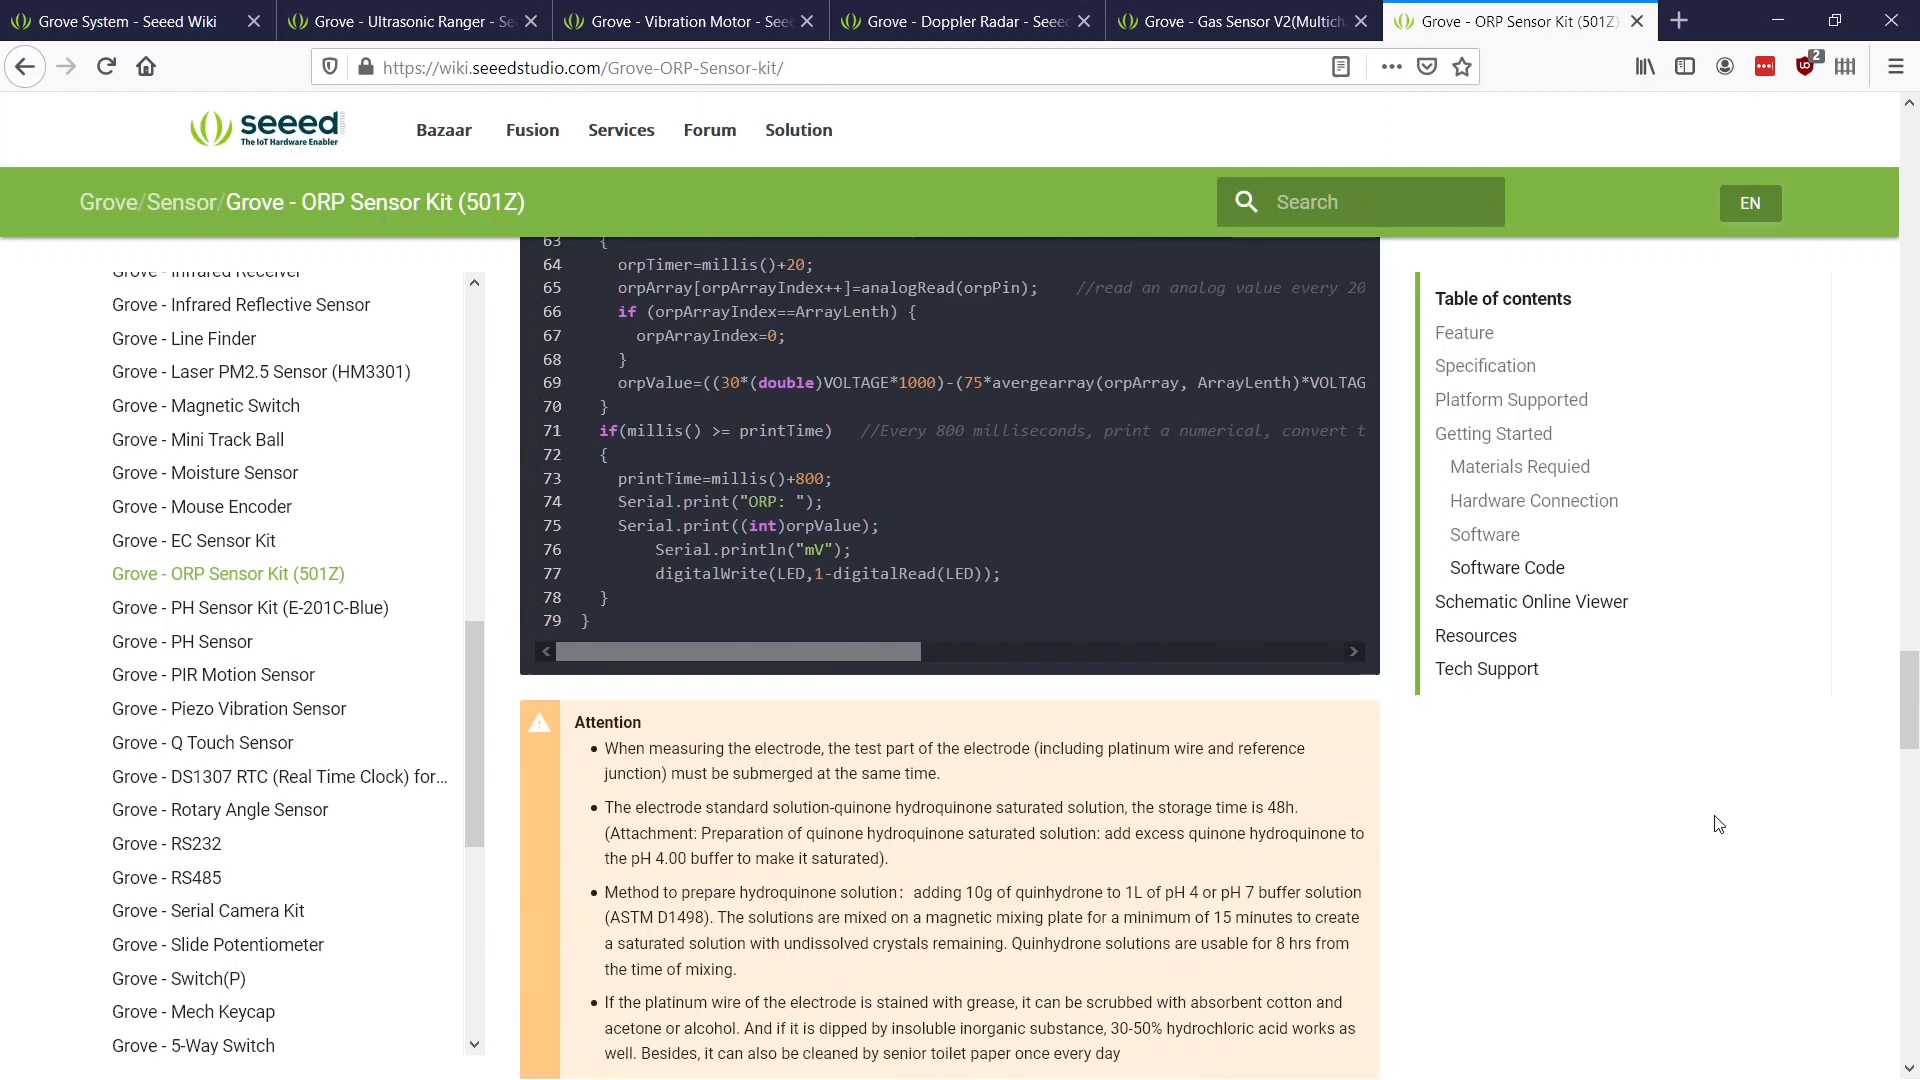 Grove System - Seeed Wiki
Grove - Ultrasonic Ranger - Se
Grove - Vibration Motor - See
Grove - Doppler Radar - Seeed
Grove - Gas Sensor V2(Multich
Grove - ORP Sensor Kit (501Z)
https://wiki.seeedstudio.com/Grove-ORP-Sensor-kit/
2
seeed
The IoT Hardware Enabler
Bazaar
Fusion
Services
Forum
Solution
Grove/Sensor/Grove - ORP Sensor Kit (501Z)
Search
EN
Grove - Infrared Receiver
Grove - Infrared Reflective Sensor
Grove - Line Finder
Grove - Laser PM2.5 Sensor (HM3301)
Grove - Magnetic Switch
Grove - Mini Track Ball
Grove - Moisture Sensor
Grove - Mouse Encoder
Grove - EC Sensor Kit
Grove - ORP Sensor Kit (501Z)
Grove - PH Sensor Kit (E-201C-Blue)
Grove - PH Sensor
Grove - PIR Motion Sensor
Grove - Piezo Vibration Sensor
Grove - Q Touch Sensor
Grove - DS1307 RTC (Real Time Clock) for...
Grove - Rotary Angle Sensor
Grove - RS232
Grove - RS485
Grove - Serial Camera Kit
Grove - Slide Potentiometer
Grove - Switch(P)
Grove - Mech Keycap
Grove - 5-Way Switch
63 {
64 orpTimer=millis()+20;
65 orpArray[orpArrayIndex++]=analogRead(orpPin); //read an analog value every 20
66 if (orpArrayIndex==ArrayLenth) {
67 orpArrayIndex=0;
68 }
69 orpValue=((30*(double)VOLTAGE*1000)-(75*avergearray(orpArray, ArrayLenth)*VOLTAG
70 }
71 if(millis() >= printTime) //Every 800 milliseconds, print a numerical, convert t
72 {
73 printTime=millis()+800;
74 Serial.print("ORP: ");
75 Serial.print((int)orpValue);
76 Serial.println("mV");
77 digitalWrite(LED,1-digitalRead(LED));
78 }
79 }
Attention
• When measuring the electrode, the test part of the electrode (including platinum wire and reference
junction) must be submerged at the same time.
• The electrode standard solution-quinone hydroquinone saturated solution, the storage time is 48h.
(Attachment: Preparation of quinone hydroquinone saturated solution: add excess quinone hydroquinone to
the pH 4.00 buffer to make it saturated).
• Method to prepare hydroquinone solution：adding 10g of quinhydrone to 1L of pH 4 or pH 7 buffer solution
(ASTM D1498). The solutions are mixed on a magnetic mixing plate for a minimum of 15 minutes to create
a saturated solution with undissolved crystals remaining. Quinhydrone solutions are usable for 8 hrs from
the time of mixing.
• If the platinum wire of the electrode is stained with grease, it can be scrubbed with absorbent cotton and
acetone or alcohol. And if it is dipped by insoluble inorganic substance, 30-50% hydrochloric acid works as
well. Besides, it can also be cleaned by senior toilet paper once every day
Table of contents
Feature
Specification
Platform Supported
Getting Started
Materials Requied
Hardware Connection
Software
Software Code
Schematic Online Viewer
Resources
Tech Support